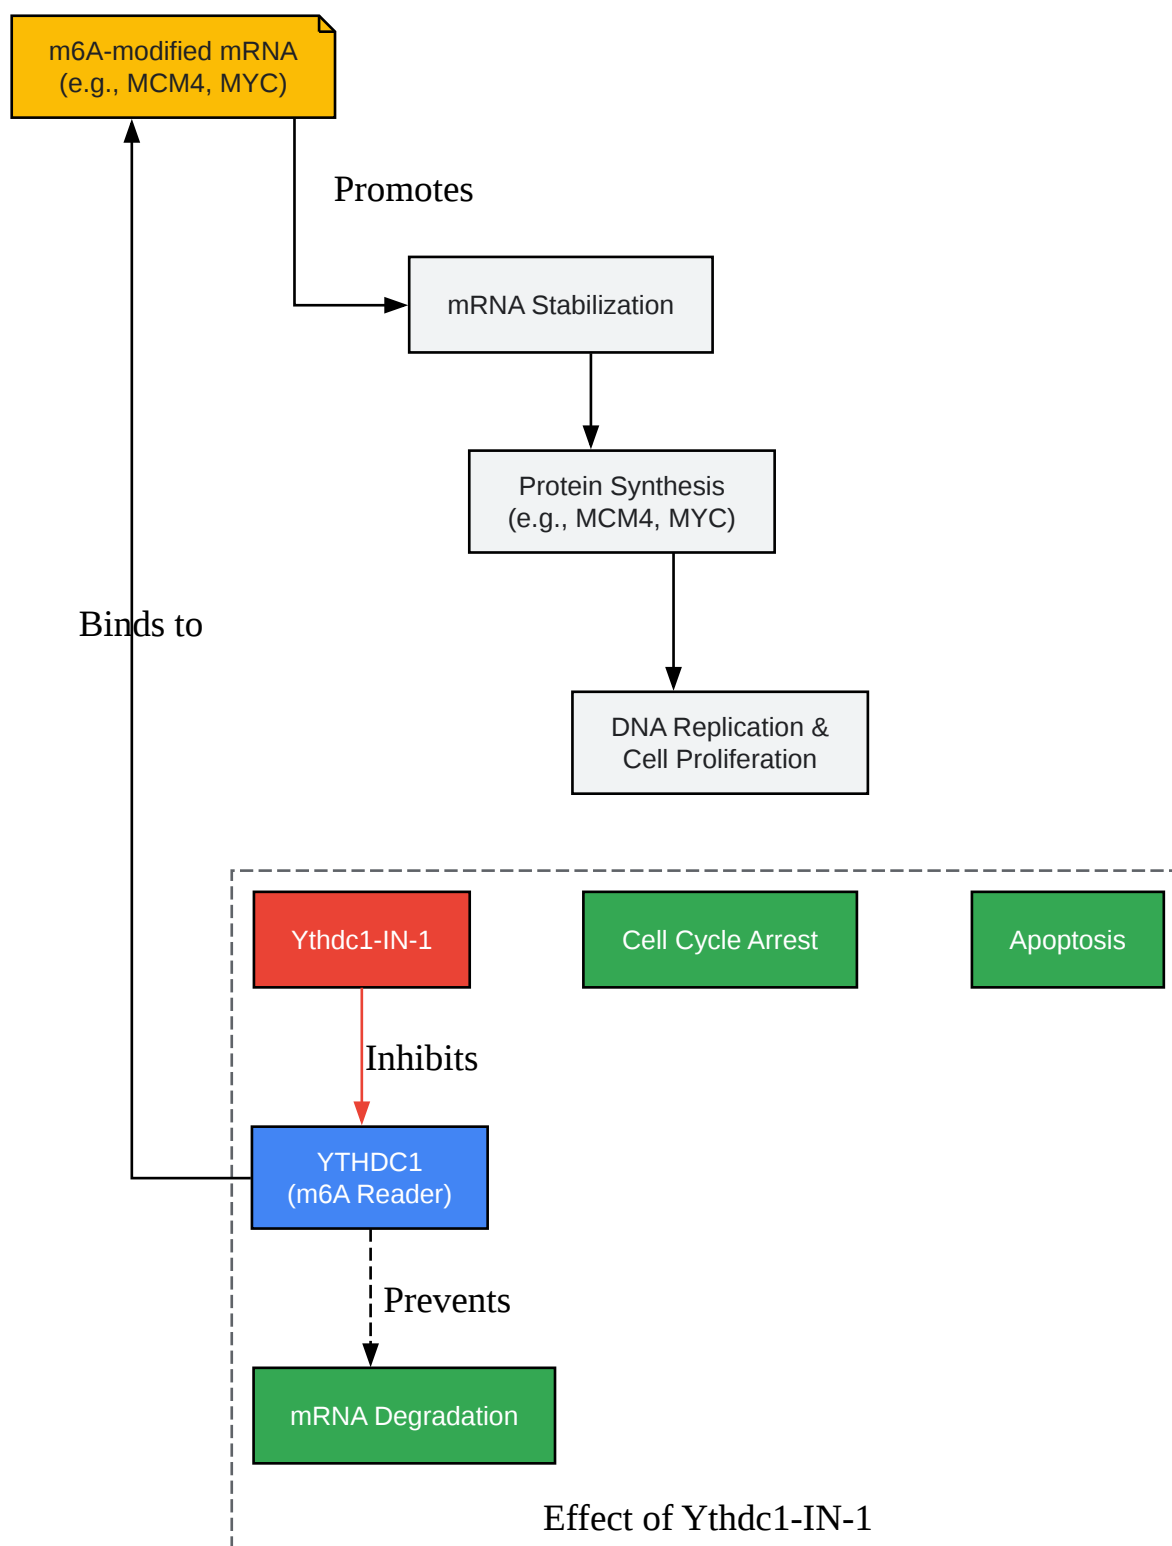 m6A-modified mRNA
(e.g., MCM4, MYC)
Promotes
mRNA Stabilization
Protein Synthesis
(e.g., MCM4, MYC)
Binds to
DNA Replication &
Cell Proliferation
Ythdc1-IN-1
Cell Cycle Arrest
Apoptosis
Inhibits
YTHDC1
(m6A Reader)
Prevents
mRNA Degradation
Effect of Ythdc1-IN-1